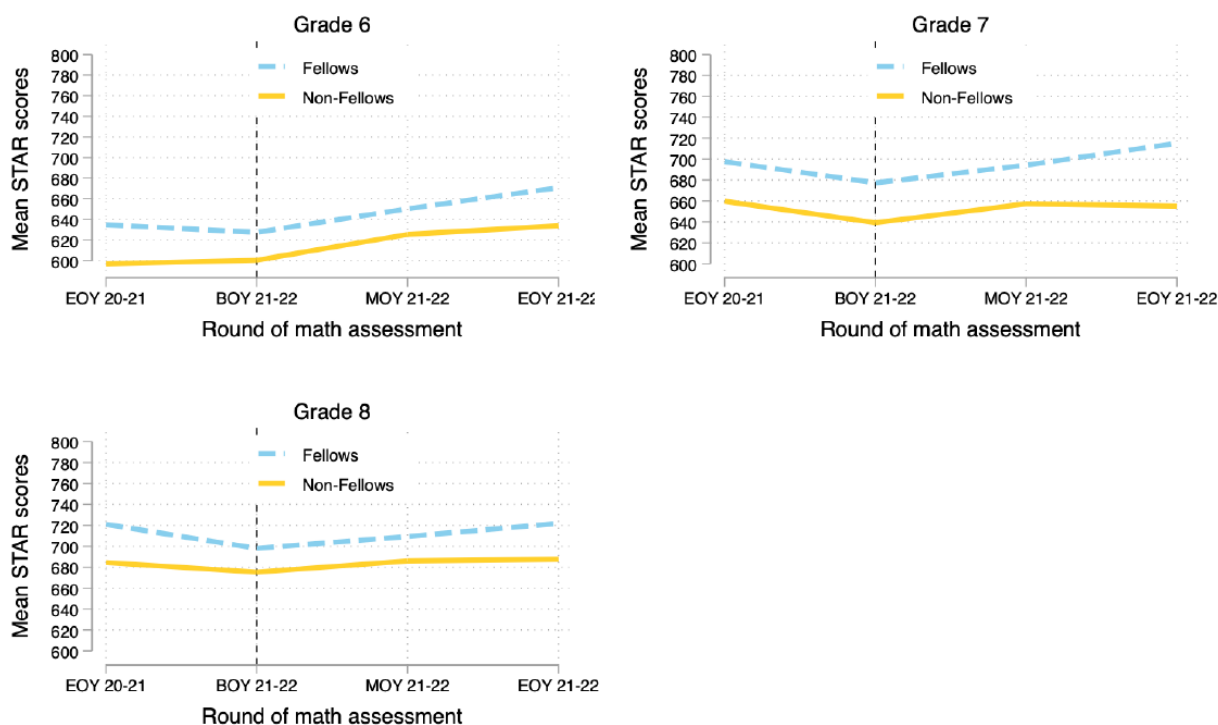 Grade 6
800
780
760
740
720
700
680
660
640
620
600
Mean STAR scores
Fellows
Non-Fellows
EOY 20-21 BOY 21-22 MOY 21-22 EOY 21-22
Round of math assessment
Grade 7
800
780
760
740
720
700
680
660
640
620
600
Mean STAR scores
Fellows
Non-Fellows
EOY 20-21 BOY 21-22 MOY 21-22 EOY 21-22
Round of math assessment
Grade 8
800
780
760
740
720
700
680
660
640
620
600
Mean STAR scores
Fellows
Non-Fellows
EOY 20-21 BOY 21-22 MOY 21-22 EOY 21-22
Round of math assessment